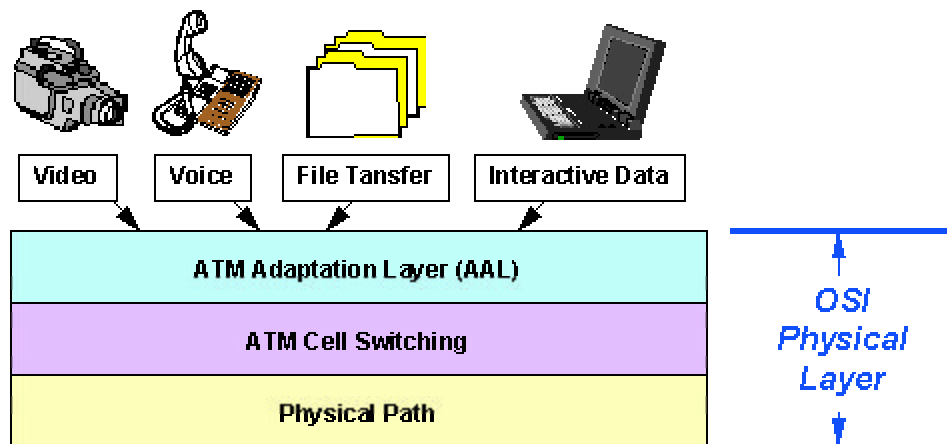 Video
Voice
File Tansfer
Interactive Data
ATM Adaptation Layer (AAL)
ATM Cell Switching
Physical Path
OSI
Physical
Layer